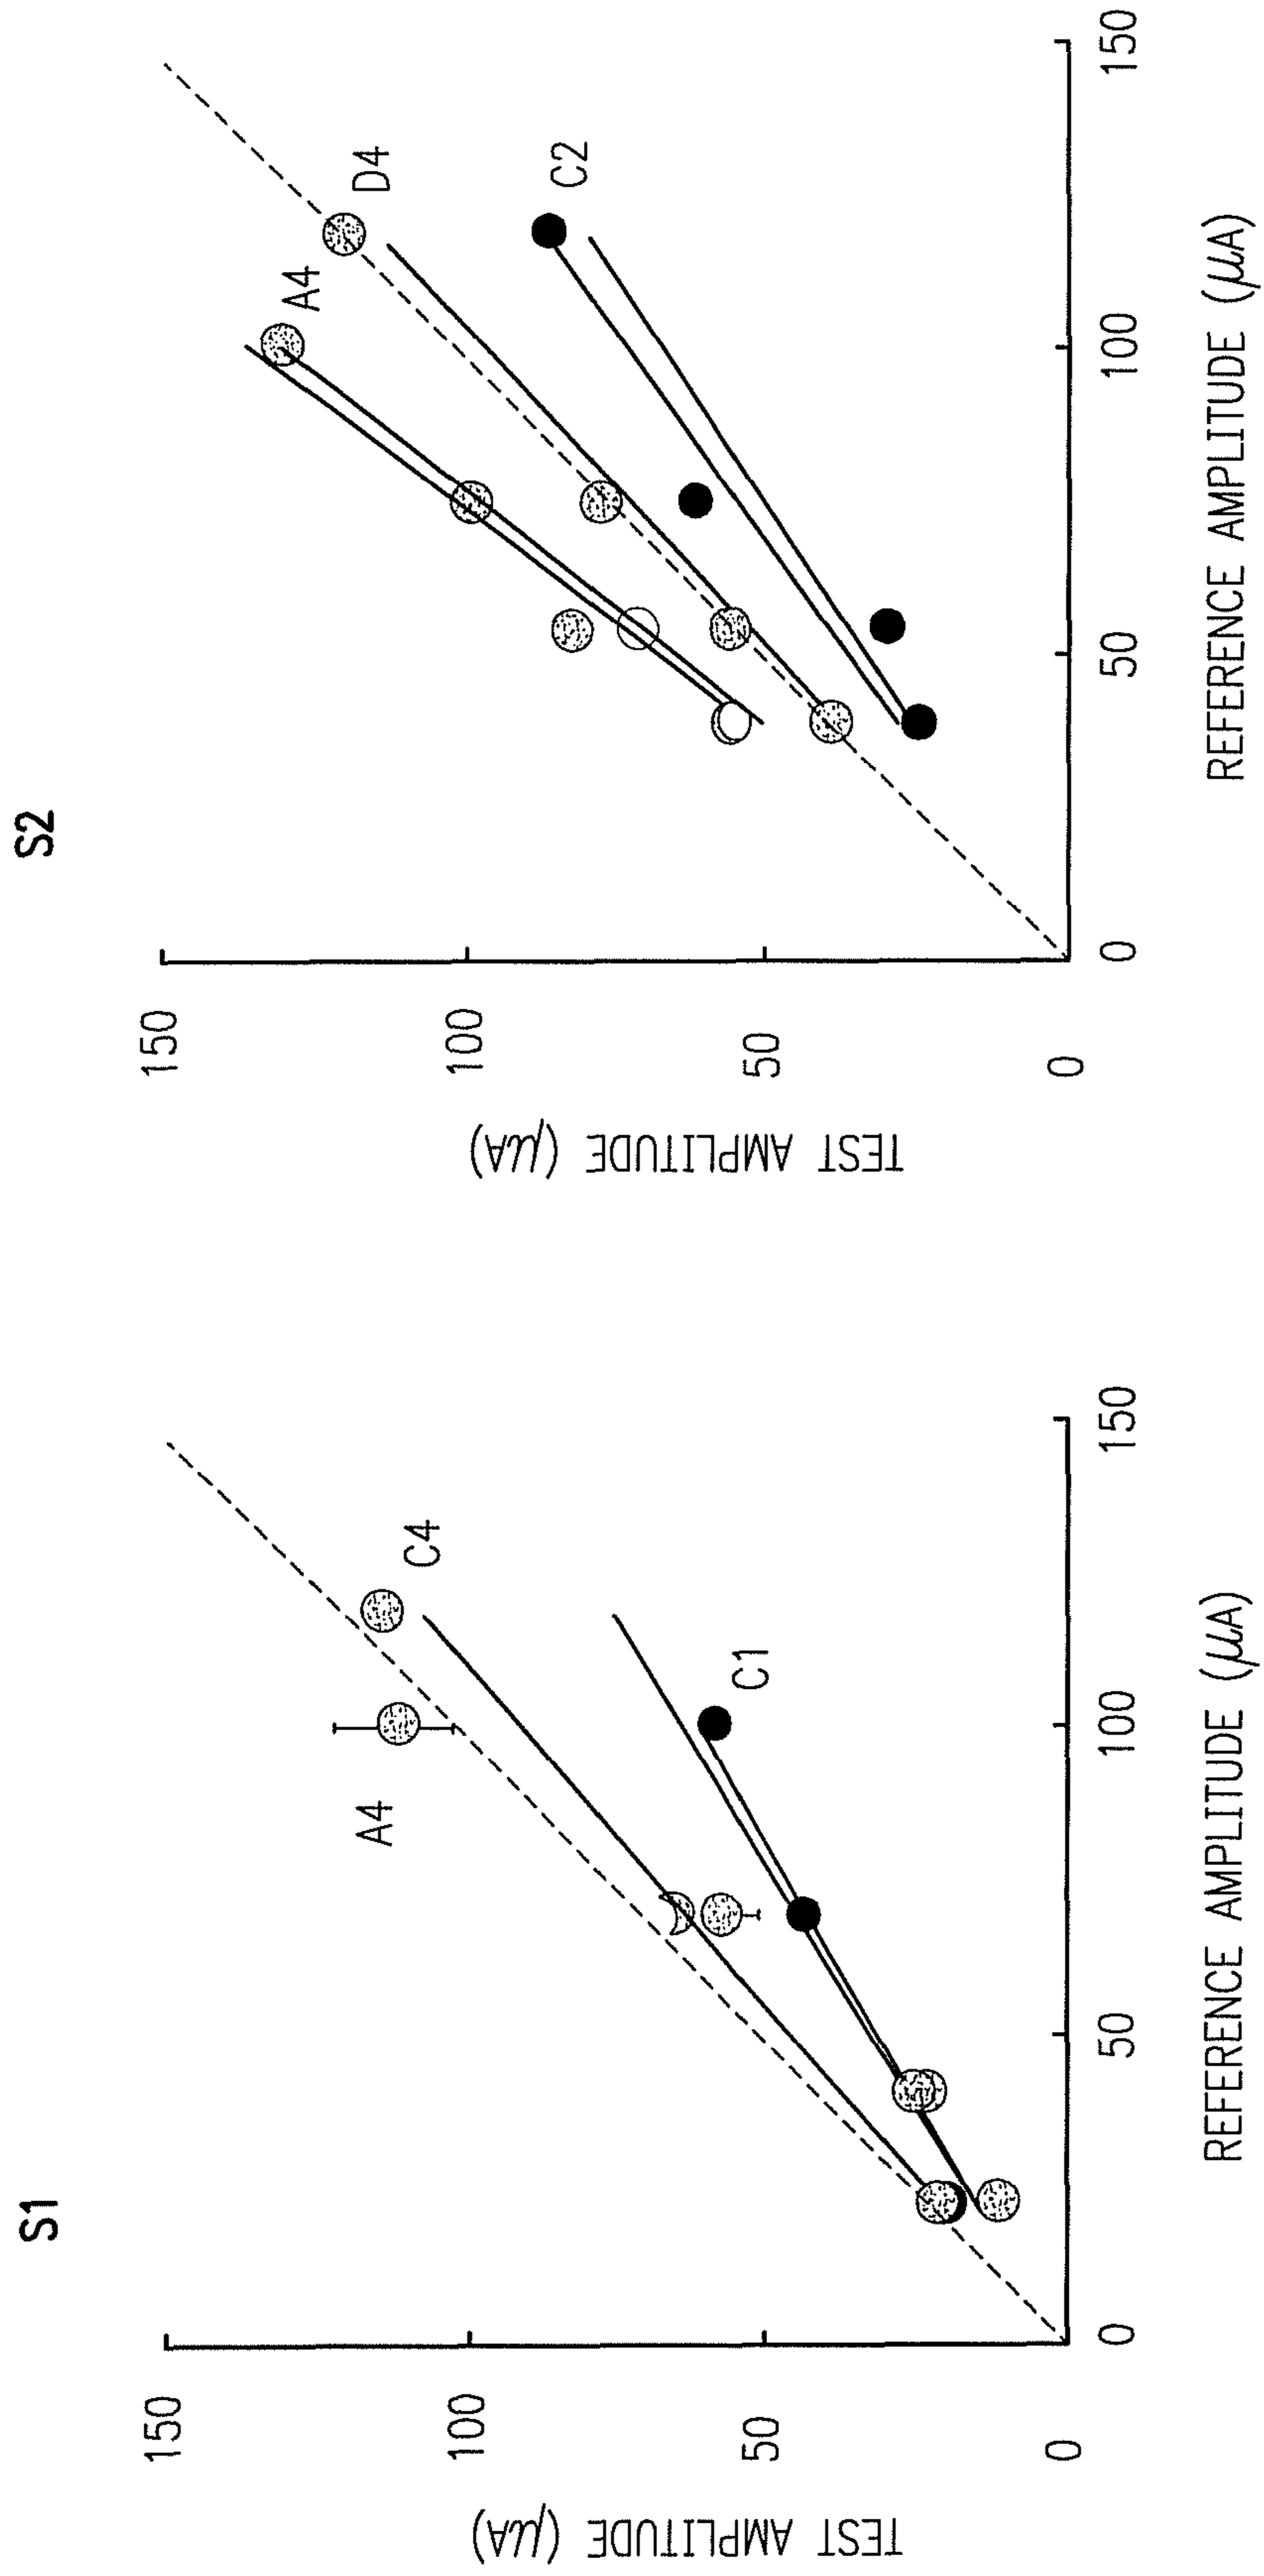 S1
150
100
50
0
TEST AMPLITUDE (μA)
A4
C4
C1
0
50
100
150
REFERENCE AMPLITUDE (μA)
S2
150
100
50
0
TEST AMPLITUDE (μA)
A4
D4
C2
0
50
100
150
REFERENCE AMPLITUDE (μA)